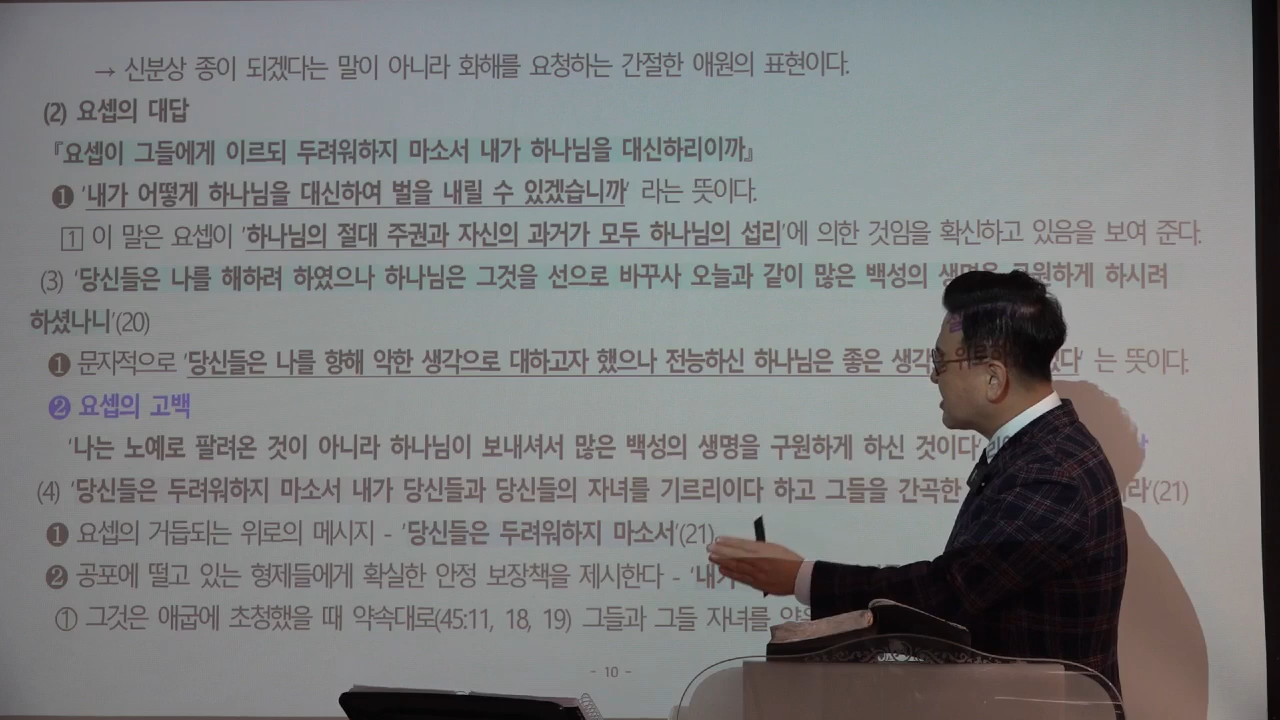 → 신분상 종이 되겠다는 말이 아니라 화해를 요청하는 간절한 애원의 표현이다.
(2) 요셉의 대답
『요셉이 그들에게 이르되 두려워하지 마소서 내가 하나님을 대신하리이까』
❶ '내가 어떻게 하나님을 대신하여 벌을 내릴 수 있겠습니까' 라는 뜻이다.
1 이 말은 요셉이 '하나님의 절대 주권과 자신의 과거가 모두 하나님의 섭리'에 의한 것임을 확신하고 있음을 보여 준다.
(3) '당신들은 나를 해하려 하였으나 하나님은 그것을 선으로 바꾸사 오늘과 같이 많은 백성의 생명을 구원하게 하시려
하셨나니'(20)
❶ 문자적으로 '당신들은 나를 향해 악한 생각으로 대하고자 했으나 전능하신 하나님은 좋은 는 뜻이다.
❷ 요셉의 고백
'나는 노예로 팔려온 것이 아니라 하나님이 보내셔서 많은 백성의 생명을 구원하게 하신 것이다'
(4) '당신들은 두려워하지 마소서 내가 당신들과 당신들의 자녀를 기르리이다 하고 그들을 간곡한 (21)
❶ 요셉의 거듭되는 위로의 메시지 - '당신들은 두려워하지 마소서'(21)
❷ 공포에 떨고 있는 형제들에게 확실한 안정 보장책을 제시한다 -
① 그것은 애굽에 초청했을 때 약속대로(45:11, 18, 19) 그들과 그들 자녀를
- 10 -